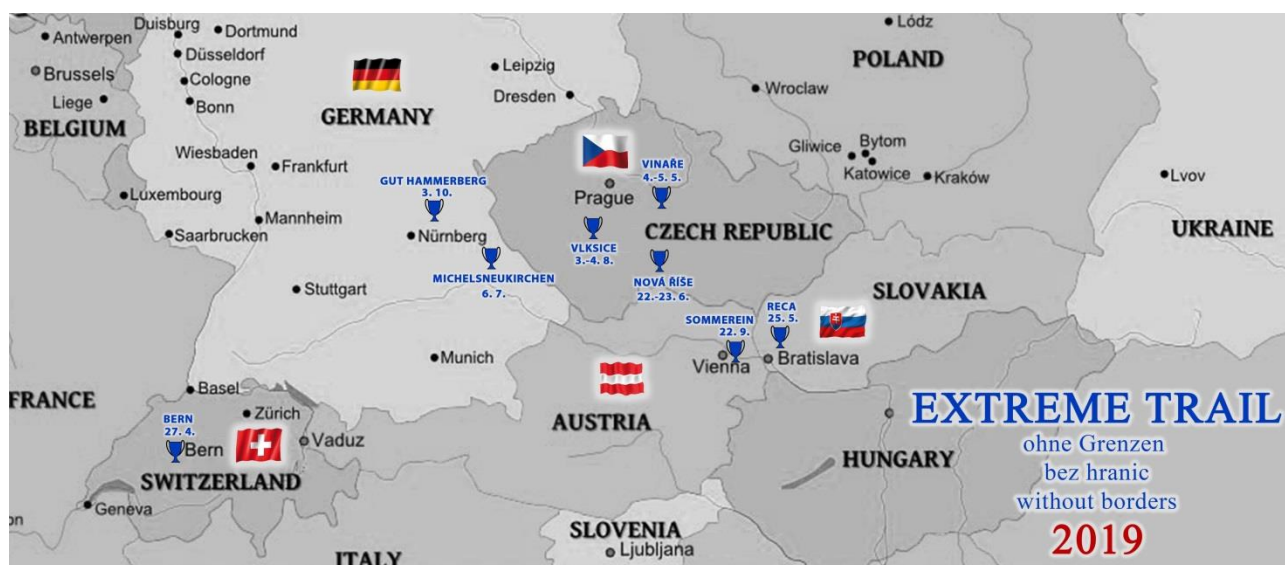 Duisburg
Dortmund
Antwerpen
Düsseldorf
Brussels
Cologne
Liege
Bonn
BELGIUM
GERMANY
Leipzig
Dresden
Łódz
POLAND
Wroclaw
Gliwice
Bytom
Katowice
Kraków
Lvov
UKRAINE
Wiesbaden
Frankfurt
Luxembourg
Mannheim
Saarbrucken
GUT HAMMERBERG
3. 10.
Nürnberg
MICHELSNEUKIRCHEN
6. 7.
Stuttgart
Munich
Prague
VINAŘE
4.-5. 5.
CZECH REPUBLIC
VLKSICE
3.-4. 8.
NOVÁ ŘÍŠE
22.-23. 6.
SLOVAKIA
SOMMEREIN
22. 9.
RECA
25. 5.
Vienna
Bratislava
FRANCE
Basel
Zürich
BERN
27. 4.
Bern
Vaduz
SWITZERLAND
Geneva
AUSTRIA
HUNGARY
SLOVENIA
Ljubljana
ITALY
on
EXTREME TRAIL
ohne Grenzen
bez hranic
without borders
2019